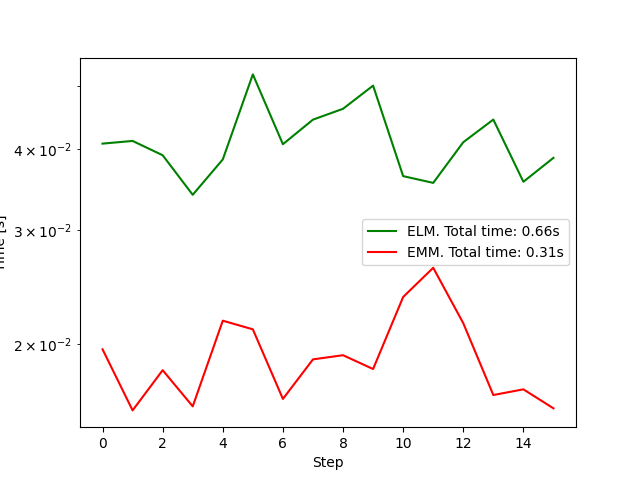 4 × 10⁻²
3 × 10⁻²
2 × 10⁻²
Time [s]
ELM. Total time: 0.66s
EMM. Total time: 0.31s
0 2 4 6 8 10 12 14
Step